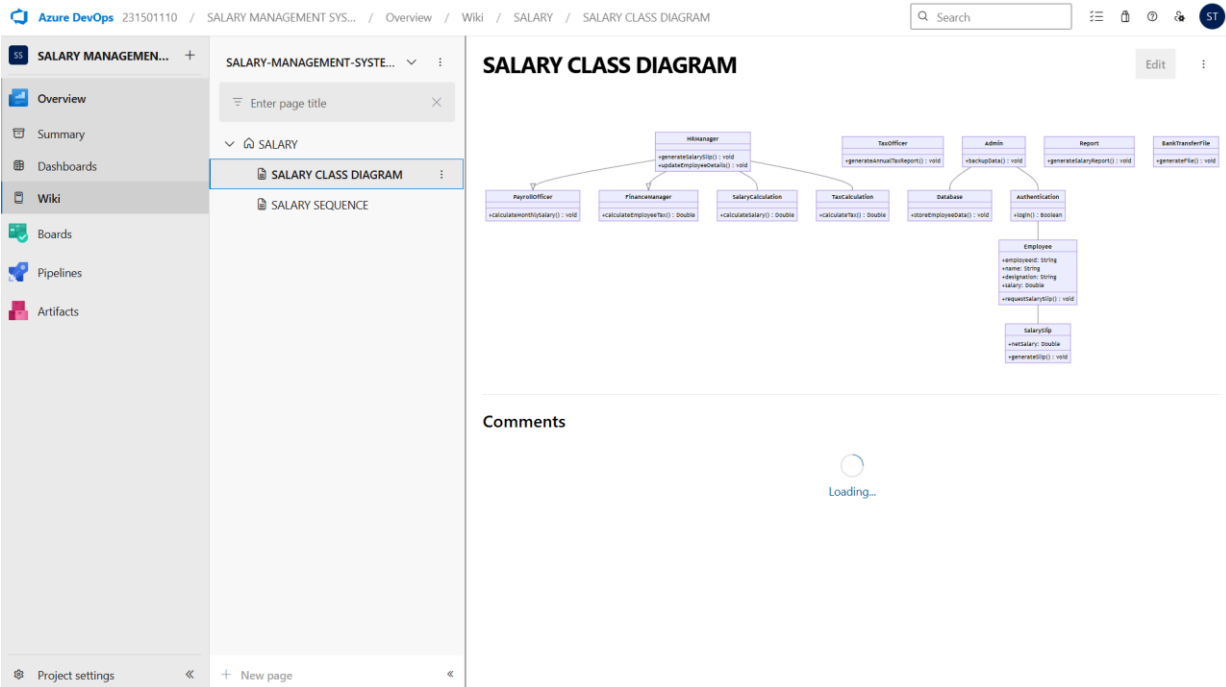 Azure DevOps 231501110 / SALARY MANAGEMENT SYS... / Overview / Wiki / SALARY / SALARY CLASS DIAGRAM
Search
ST
SS SALARY MANAGEMEN... +
Overview
Summary
Dashboards
Wiki
Boards
Pipelines
Artifacts
Project settings
SALARY-MANAGEMENT-SYSTE...
Enter page title
SALARY
SALARY CLASS DIAGRAM
SALARY SEQUENCE
+ New page
SALARY CLASS DIAGRAM
Edit
HRManager
+generateSalarySlip() : void
+updateEmployeeDetails() : void
TaxOfficer
+generateAnnualTaxReport() : void
Admin
+backupData() : void
Report
+generateSalaryReport() : void
BankTransferFile
+generateFile() : void
PayrollOfficer
+calculatemonthlySalary() : void
FinanceManager
+calculateEmployeeTax() : Double
SalaryCalculation
+calculateSalary() : Double
TaxCalculation
+calculateTax() : Double
Database
+storeEmployeeData() : void
Authentication
+login() : Boolean
Employee
+employeeId: String
+name: String
+designation: String
+salary: Double
+requestSalarySlip() : void
SalarySlip
+netSalary: Double
+generateSlip() : void
Comments
Loading...